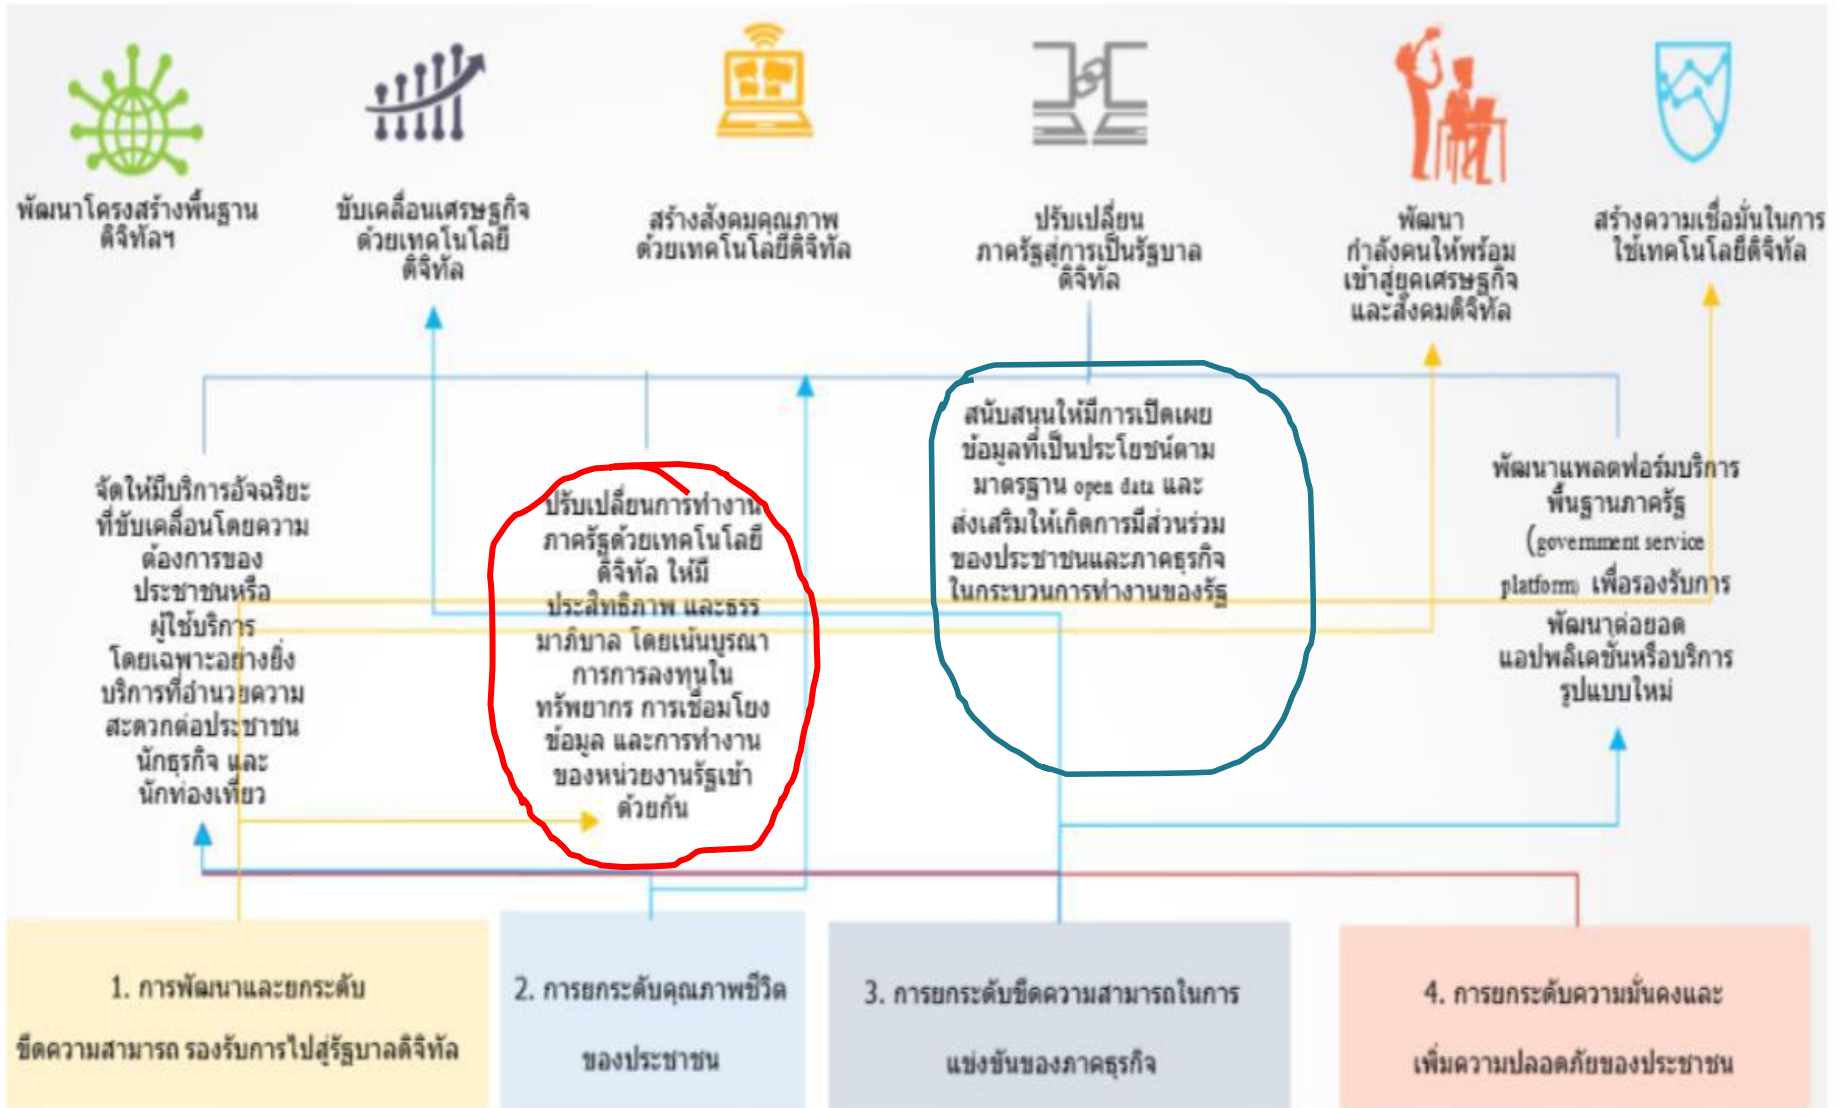 พัฒนาโครงสร้างพื้นฐาน
ดิจิทัลฯ
ขับเคลื่อนเศรษฐกิจ
ด้วยเทคโนโลยี
ดิจิทัล
สร้างสังคมคุณภาพ
ด้วยเทคโนโลยีดิจิทัล
ปรับเปลี่ยน
ภาครัฐสู่การเป็นรัฐบาล
ดิจิทัล
พัฒนา
กำลังคนให้พร้อม
เข้าสู่ยุคเศรษฐกิจ
และสังคมดิจิทัล
สร้างความเชื่อมั่นในการ
ใช้เทคโนโลยีดิจิทัล
จัดให้มีบริการอัจฉริยะ
ที่ขับเคลื่อนโดยความ
ต้องการของ
ประชาชนหรือ
ผู้ใช้บริการ
โดยเฉพาะอย่างยิ่ง
บริการที่อำนวยความ
สะดวกต่อประชาชน
นักธุรกิจ และ
นักท่องเที่ยว
ปรับเปลี่ยนการทำงาน
ภาครัฐด้วยเทคโนโลยี
ดิจิทัล ให้มี
ประสิทธิภาพ และธรร
มาภิบาล โดยเน้นบูรณา
การการลงทุนใน
ทรัพยากร การเชื่อมโยง
ข้อมูล และการทำงาน
ของหน่วยงานรัฐเข้า
ด้วยกัน
สนับสนุนให้มีการเปิดเผย
ข้อมูลที่เป็นประโยชน์ตาม
มาตรฐาน open data และ
ส่งเสริมให้เกิดการมีส่วนร่วม
ของประชาชนและภาคธุรกิจ
ในกระบวนการทำงานของรัฐ
พัฒนาแพลตฟอร์มบริการ
พื้นฐานภาครัฐ
(government service
platform) เพื่อรองรับการ
พัฒนาต่อยอด
แอปพลิเคชันหรือบริการ
รูปแบบใหม่
1. การพัฒนาและยกระดับ
ขีดความสามารถ รองรับการไปสู่รัฐบาลดิจิทัล
2. การยกระดับคุณภาพชีวิต
ของประชาชน
3. การยกระดับขีดความสามารถในการ
แข่งขันของภาคธุรกิจ
4. การยกระดับความมั่นคงและ
เพิ่มความปลอดภัยของประชาชน